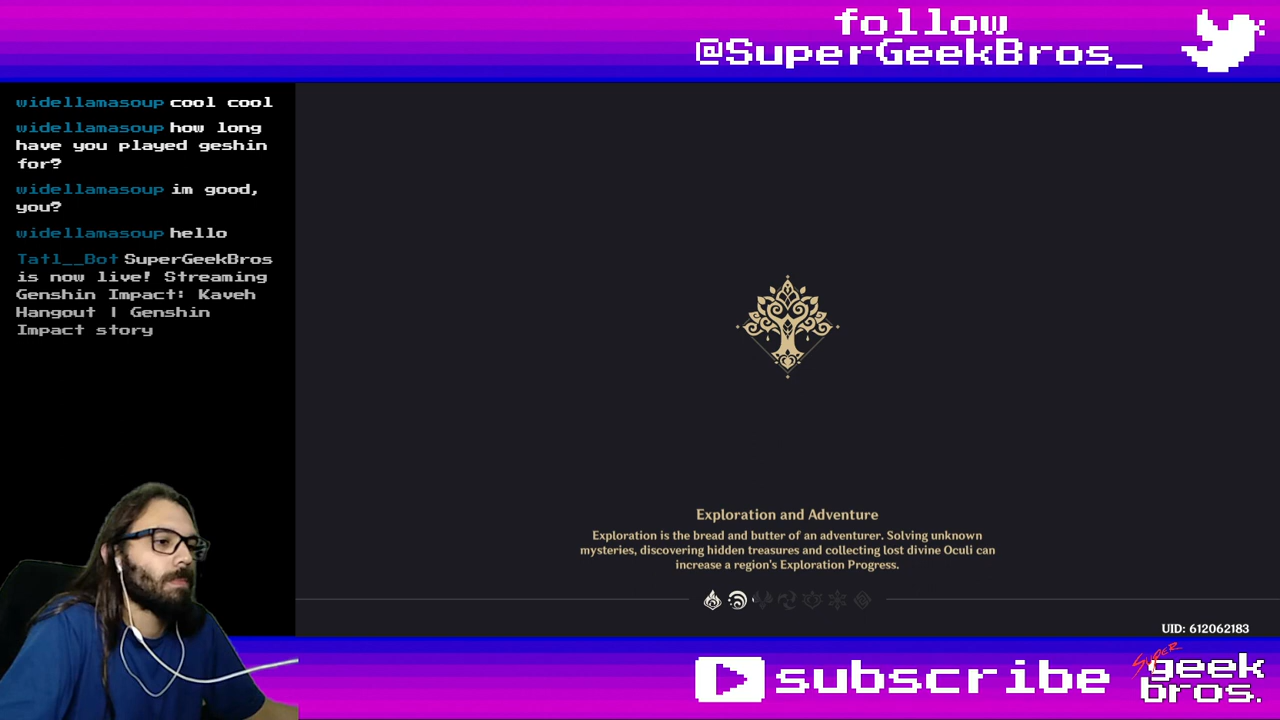 follow
@SuperGeekBros_
widellamasoup cool cool
widellamasoup how long
have you played geshin
for?
widellamasoup im good,
you?
widellamasoup hello
Tatl__Bot SuperGeekBros
is now live! Streaming
Genshin Impact: Kaveh
Hangout | Genshin
Impact story
Exploration and Adventure
Exploration is the bread and butter of an adventurer. Solving unknown
mysteries, discovering hidden treasures and collecting lost divine Oculi can
increase a region's Exploration Progress.
UID: 612062183
subscribe
SUPER
geek
bros.